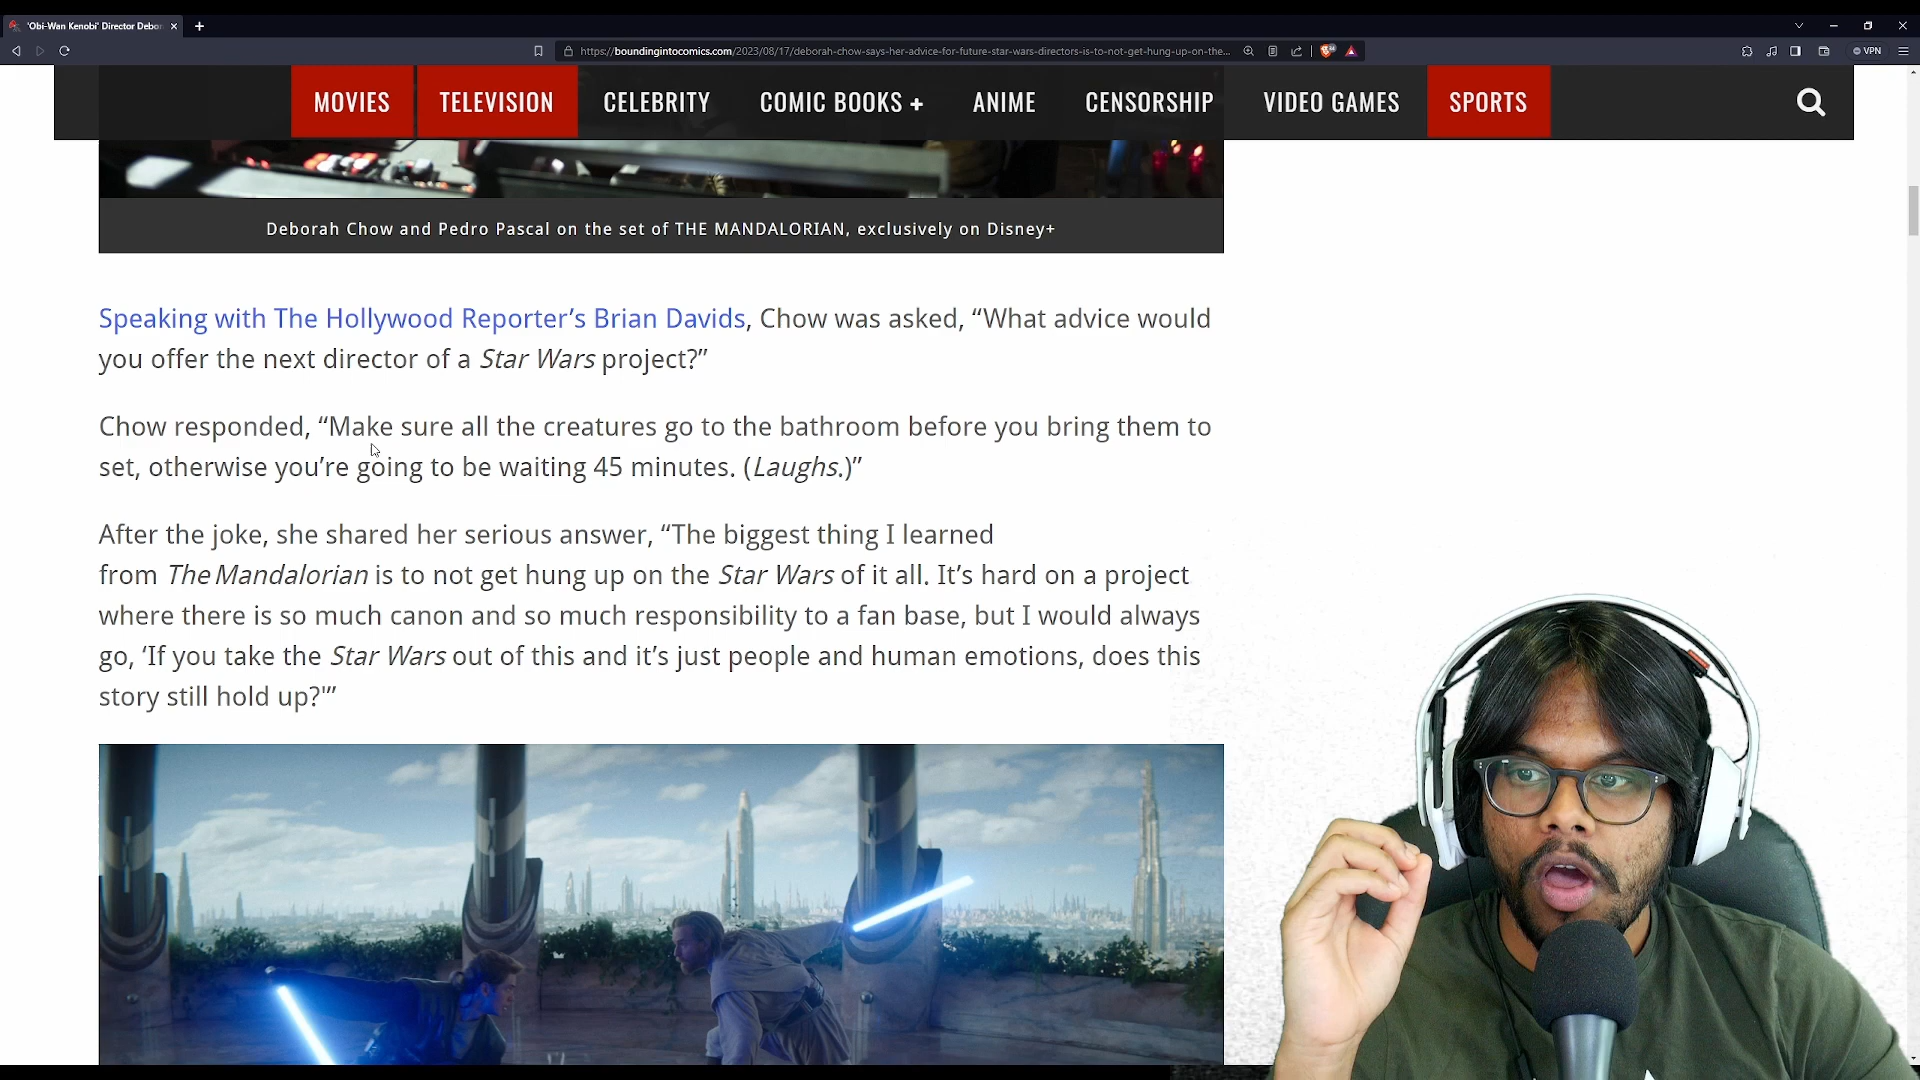 'Obi-Wan Kenobi' Director Debor
https://boundingintocomics.com/2023/08/17/deborah-chow-says-her-advice-for-future-star-wars-directors-is-to-not-get-hung-up-on-the...
VPN
MOVIES TELEVISION CELEBRITY COMIC BOOKS + ANIME CENSORSHIP VIDEO GAMES SPORTS
Deborah Chow and Pedro Pascal on the set of THE MANDALORIAN, exclusively on Disney+
Speaking with The Hollywood Reporter’s Brian Davids, Chow was asked, “What advice would
you offer the next director of a Star Wars project?”
Chow responded, “Make sure all the creatures go to the bathroom before you bring them to
set, otherwise you’re going to be waiting 45 minutes. (Laughs.)”
After the joke, she shared her serious answer, “The biggest thing I learned
from The Mandalorian is to not get hung up on the Star Wars of it all. It’s hard on a project
where there is so much canon and so much responsibility to a fan base, but I would always
go, ‘If you take the Star Wars out of this and it’s just people and human emotions, does this
story still hold up?'”